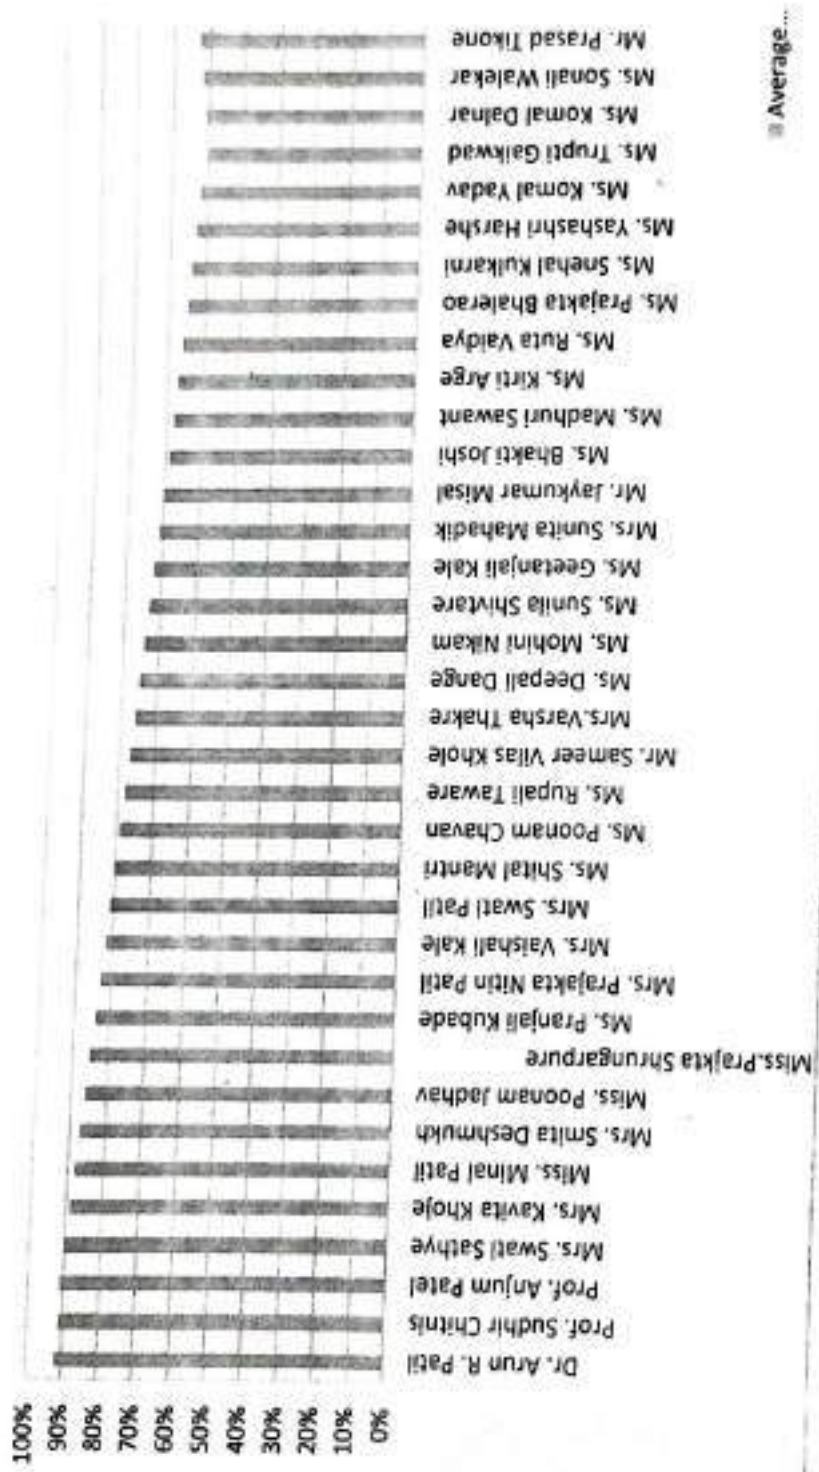 100%
90%
80%
70%
60%
50%
40%
30%
20%
10%
0%
Dr. Arun R. Patil
Prof. Sudhir Chitnis
Prof. Anjum Patel
Mrs. Swati Sathye
Mrs. Kavita Khoje
Miss. Minal Patil
Mrs. Smita Deshmukh
Miss. Poonam Jadhav
Miss.Prajkta Shrungarpure
Ms. Pranjali Kubade
Mrs. Prajakta Nitin Patil
Mrs. Vaishali Kale
Mrs. Swati Patil
Ms. Shital Mantri
Ms. Poonam Chavan
Ms. Rupali Taware
Mr. Sameer Vilas Khole
Mrs.Varsha Thakre
Ms. Deepali Dange
Ms. Mohini Nikam
Ms. Sunila Shivtare
Ms. Geetanjali Kale
Mrs. Sunita Mahadik
Mr. Jaykumar Misal
Ms. Bhakti Joshi
Ms. Madhuri Sawant
Ms. Kirti Arge
Ms. Ruta Vaidya
Ms. Prajakta Bhalerao
Ms. Snehal Kulkarni
Ms. Yashashri Harshe
Ms. Komal Yadav
Ms. Trupti Gaikwad
Ms. Komal Dalnar
Ms. Sonali Walekar
Mr. Prasad Tikone
Average...